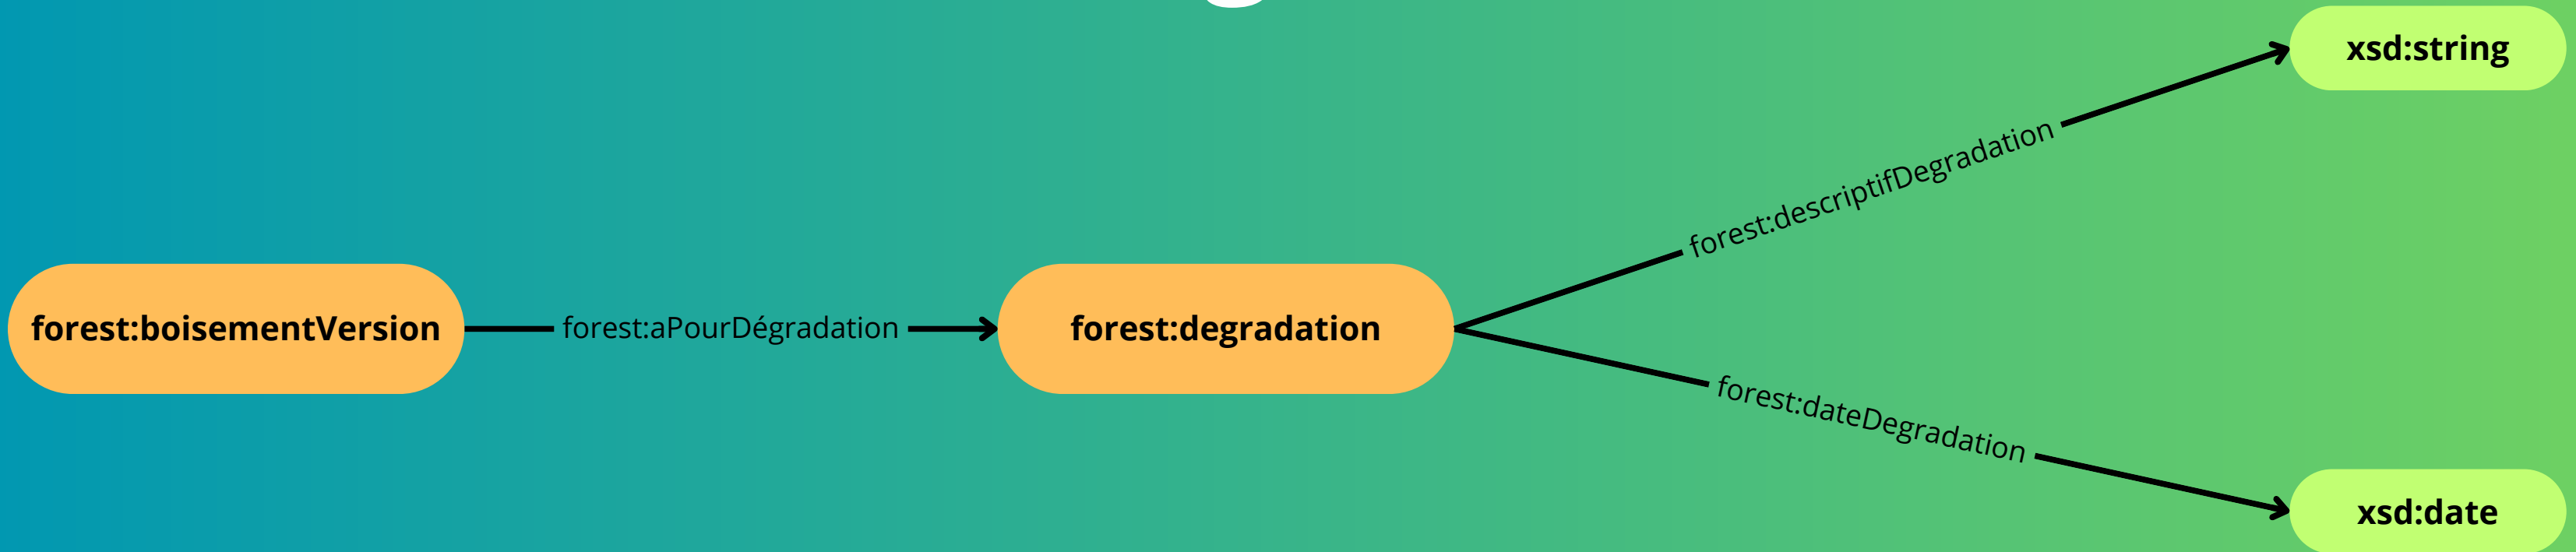 xsd:string
forest:descriptifDegradation
forest:boisementVersion
forest:aPourDégradation
forest:degradation
forest:dateDegradation
xsd:date